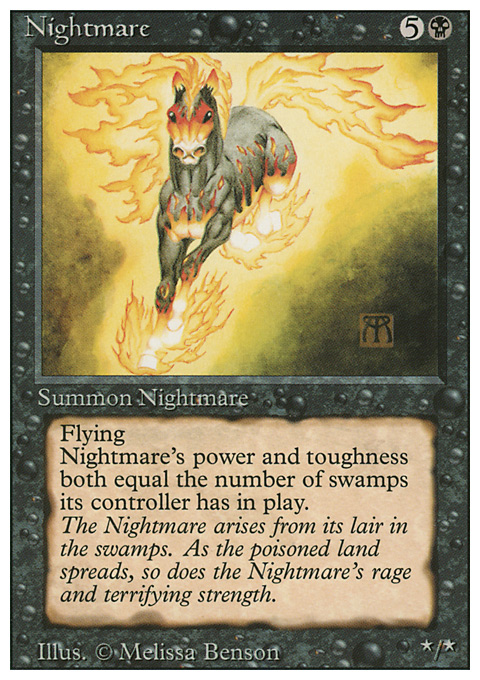 Nightmare 5
Summon Nightmare
Flying
Nightmare's power and toughness
both equal the number of swamps
its controller has in play.
The Nightmare arises from its lair in
the swamps. As the poisoned land
spreads, so does the Nightmare's rage
and terrifying strength.
Illus. © Melissa Benson */*